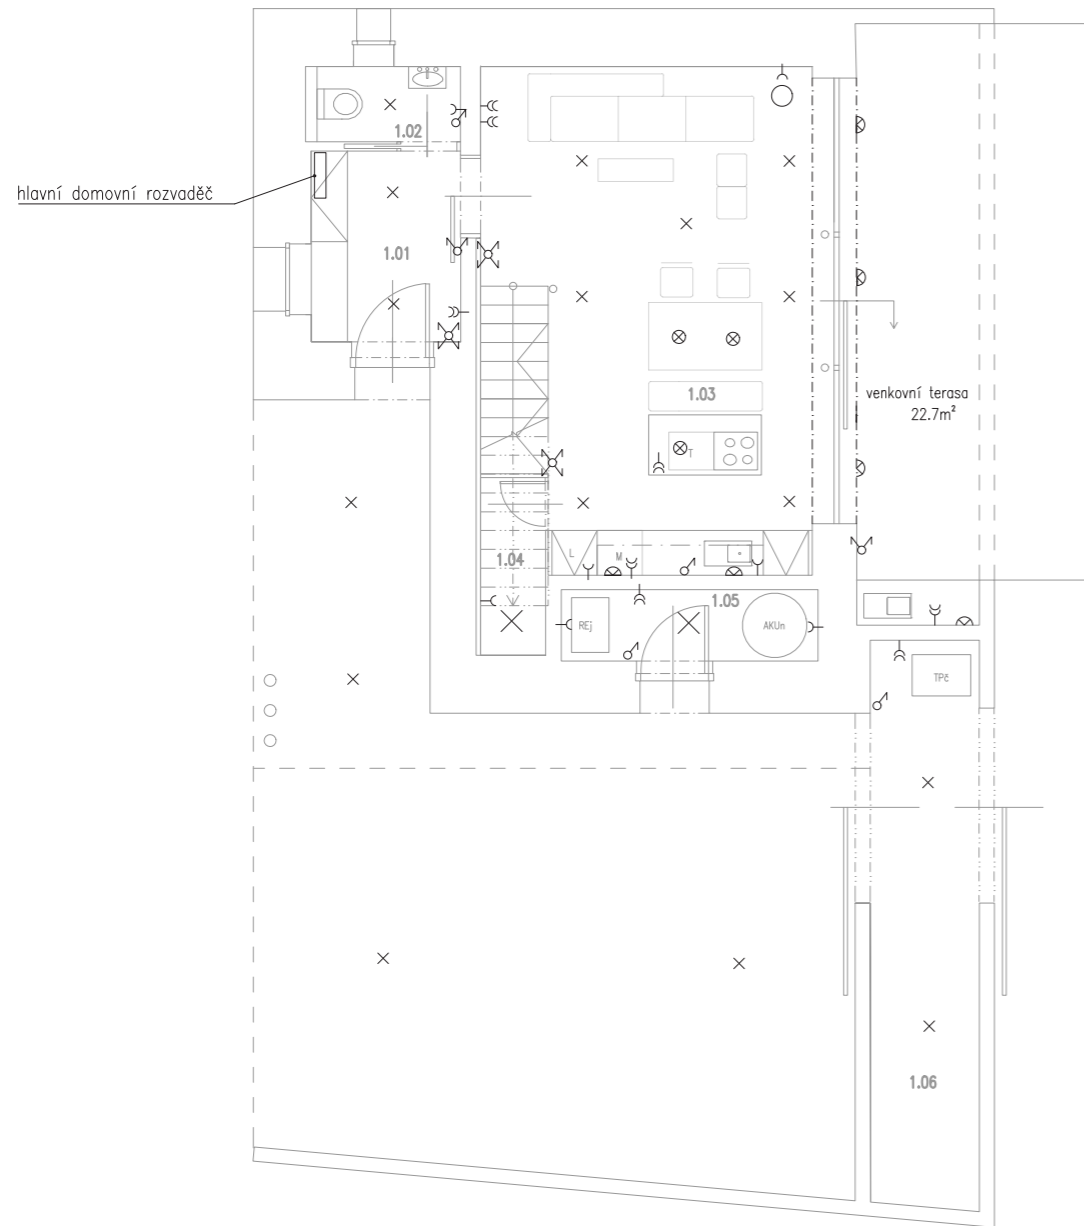 1.02
hlavní domovní rozvaděč
1.01
venkovní terasa
22.7m²
1.03
T
L
M
1.04
1.05
REj
AKUn
TPč
1.06